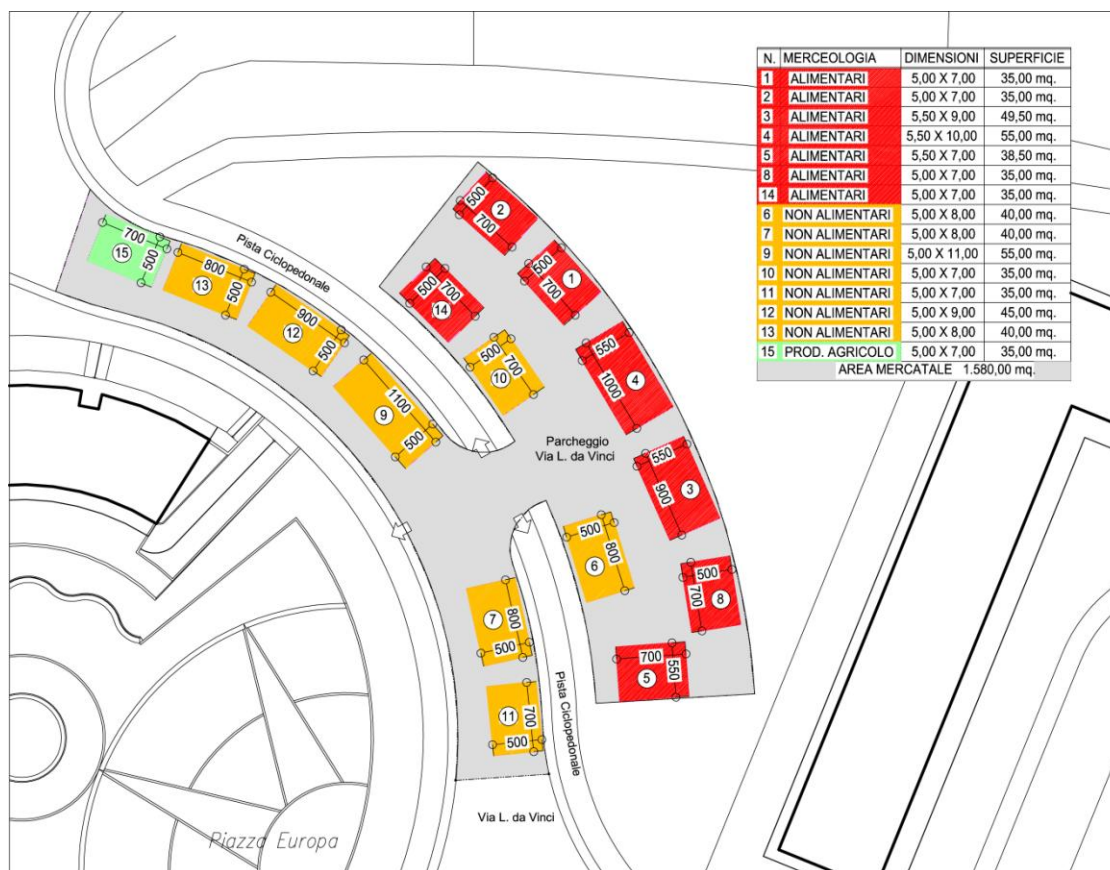 N. MERCEOLOGIA DIMENSIONI SUPERFICIE
1 ALIMENTARI 5,00 X 7,00 35,00 mq.
2 ALIMENTARI 5,00 X 7,00 35,00 mq.
3 ALIMENTARI 5,50 X 9,00 49,50 mq.
4 ALIMENTARI 5,50 X 10,00 55,00 mq.
5 ALIMENTARI 5,50 X 7,00 38,50 mq.
8 ALIMENTARI 5,00 X 7,00 35,00 mq.
14 ALIMENTARI 5,00 X 7,00 35,00 mq.
6 NON ALIMENTARI 5,00 X 8,00 40,00 mq.
7 NON ALIMENTARI 5,00 X 8,00 40,00 mq.
9 NON ALIMENTARI 5,00 X 11,00 55,00 mq.
10 NON ALIMENTARI 5,00 X 7,00 35,00 mq.
11 NON ALIMENTARI 5,00 X 7,00 35,00 mq.
12 NON ALIMENTARI 5,00 X 9,00 45,00 mq.
13 NON ALIMENTARI 5,00 X 8,00 40,00 mq.
15 PROD. AGRICOLO 5,00 X 7,00 35,00 mq.
AREA MERCATALE 1.580,00 mq.
500
2
700
Pista Ciclopedonale
700
15
500
800
13
500
500
1
700
500
700
14
900
12
500
500
700
10
550
4
1000
1100
9
500
Parcheggio
Via L. da Vinci
550
3
900
500
6
800
500
8
700
7
800
500
700
5
550
11
700
500
Pista Ciclopedonale
Via L. da Vinci
Piazza Europa